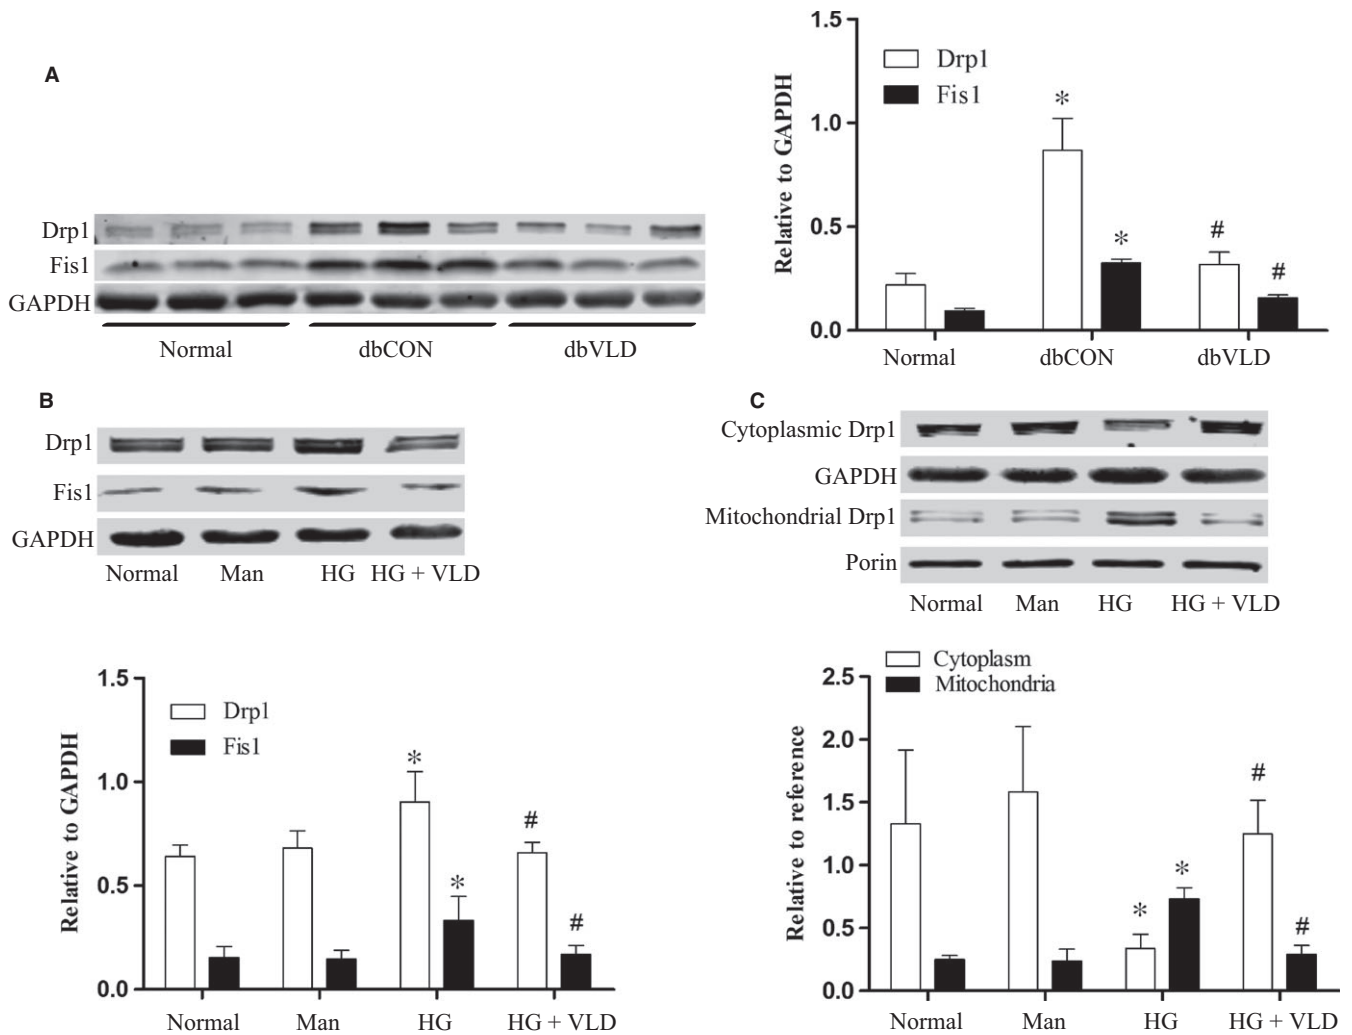 A
Drp1
Fis1
GAPDH
Normal dbCON dbVLD
1.5
1.0
0.5
0.0
Relative to GAPDH
Drp1
Fis1
*
*
#
#
Normal dbCON dbVLD
B
Drp1
Fis1
GAPDH
Normal Man HG HG + VLD
1.5
1.0
0.5
0.0
Relative to GAPDH
Drp1
Fis1
*
*
#
#
Normal Man HG HG + VLD
C
Cytoplasmic Drp1
GAPDH
Mitochondrial Drp1
Porin
Normal Man HG HG + VLD
2.5
2.0
1.5
1.0
0.5
0.0
Relative to reference
Cytoplasm
Mitochondria
*
*
#
#
Normal Man HG HG + VLD